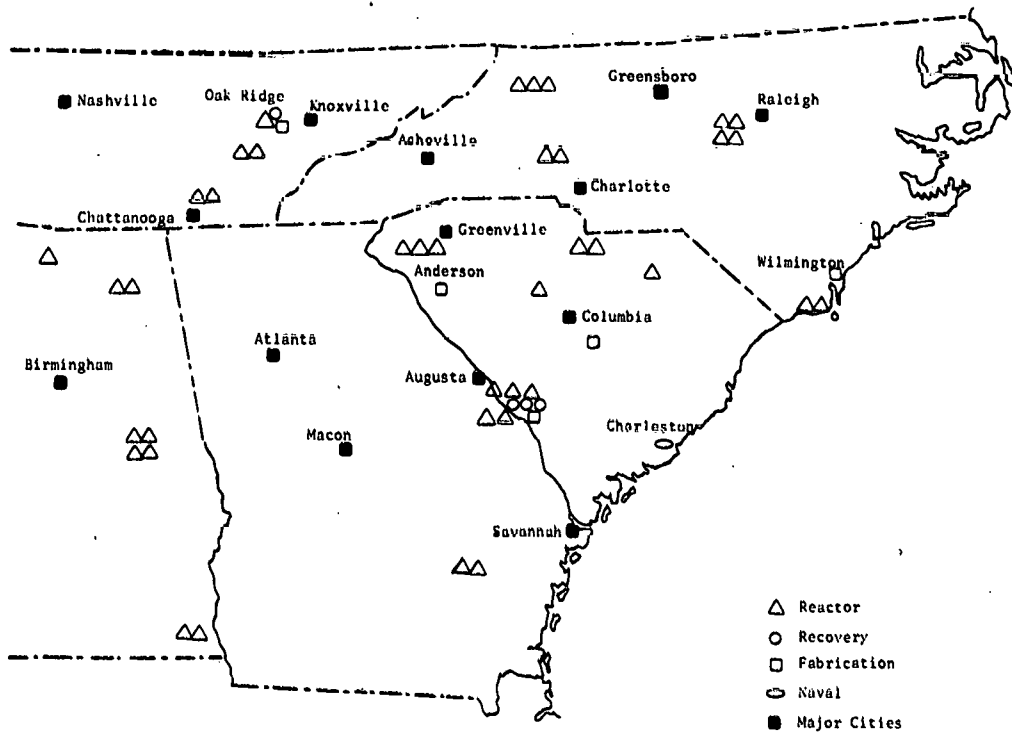 Greensboro
Nashville
Oak Ridge
Knoxville
Raleigh
Ashoville
Charlotte
Chattanooga
Greenville
Wilmington
Anderson
Columbia
Atlanta
Birmingham
Augusta
Charleston
Macon
Savannah
Reactor
Recovery
Fabrication
Naval
Major Cities